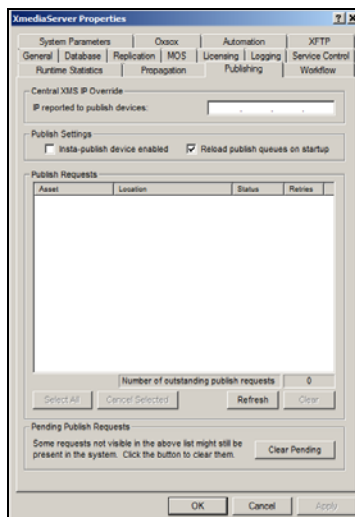 XmediaServer Properties
System Parameters Oxsox Automation XFTP
General Database Replication MOS Licensing Logging Service Control
Runtime Statistics Propagation Publishing Workflow
Central XMS IP Override
IP reported to publish devices:
Publish Settings
Insta-publish device enabled Reload publish queues on startup
Publish Requests
Asset Location Status Retries
Number of outstanding publish requests 0
Select All Cancel Selected Refresh Clear
Pending Publish Requests
Some requests not visible in the above list might still be
present in the system. Click the button to clear them.
Clear Pending
OK Cancel Apply